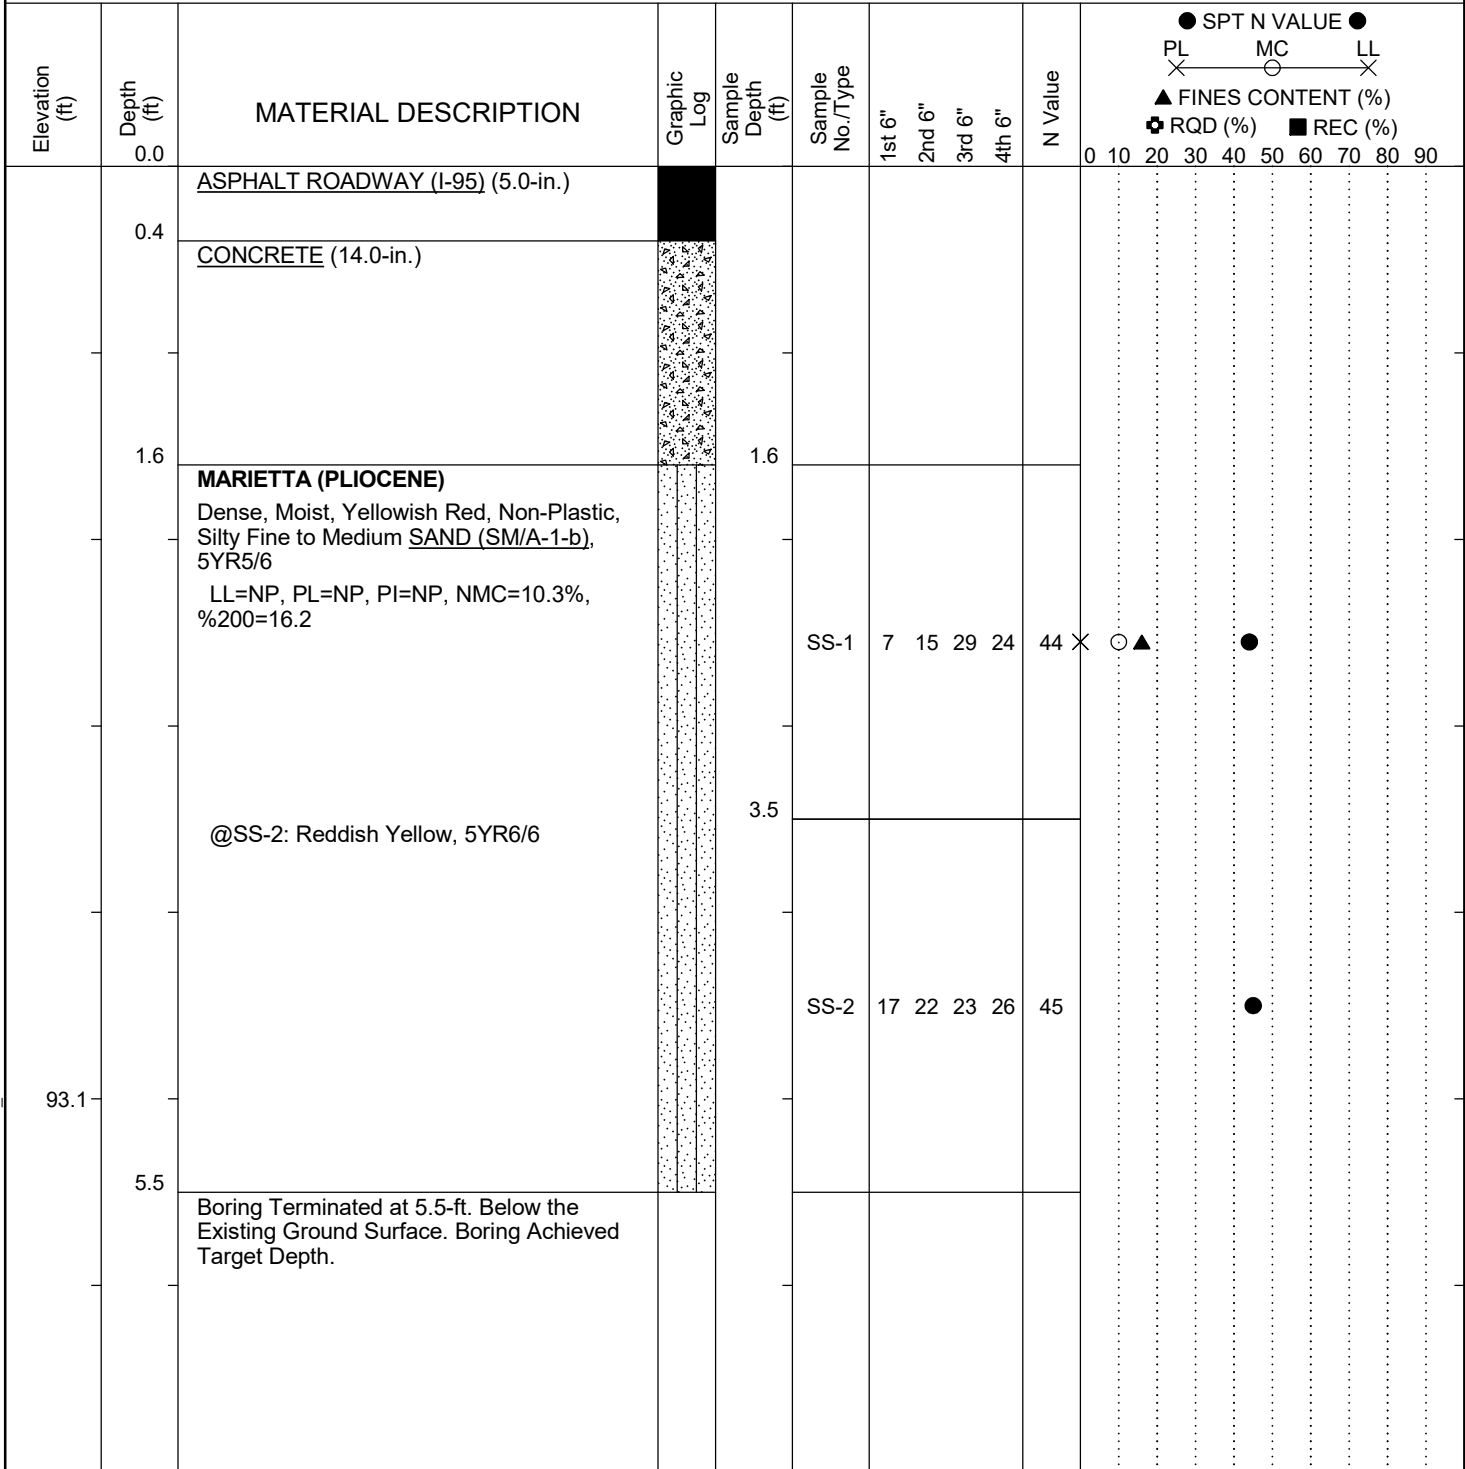 ● SPT N VALUE ●
PL MC LL
▲ FINES CONTENT (%)
✚ RQD (%) ■ REC (%)
Elevation
(ft)
Depth
(ft)
0.0
MATERIAL DESCRIPTION
Graphic
Log
Sample
Depth
(ft)
Sample
No./Type
1st 6"
2nd 6"
3rd 6"
4th 6"
N Value
0 10 20 30 40 50 60 70 80 90
ASPHALT ROADWAY (I-95) (5.0-in.)
0.4
CONCRETE (14.0-in.)
1.6 1.6
MARIETTA (PLIOCENE)
Dense, Moist, Yellowish Red, Non-Plastic,
Silty Fine to Medium SAND (SM/A-1-b),
5YR5/6
LL=NP, PL=NP, PI=NP, NMC=10.3%,
%200=16.2
SS-1 7 15 29 24 44
3.5
@SS-2: Reddish Yellow, 5YR6/6
SS-2 17 22 23 26 45
93.1
5.5
Boring Terminated at 5.5-ft. Below the
Existing Ground Surface. Boring Achieved
Target Depth.